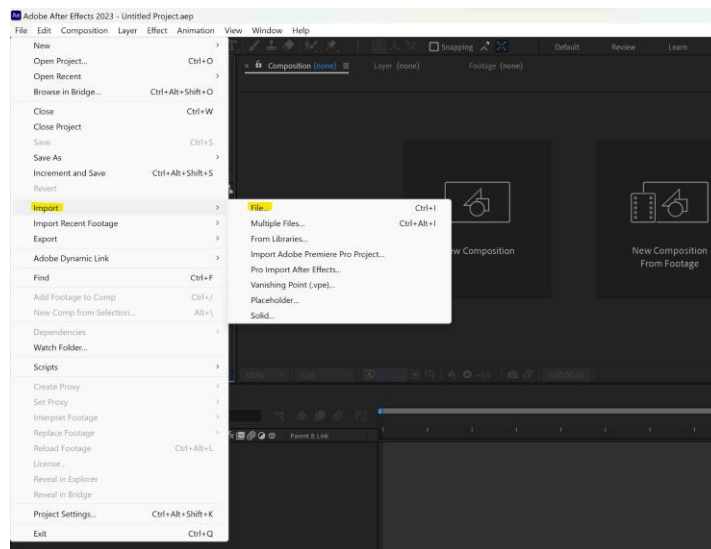 Adobe After Effects 2023 - Untitled Project.aep
File Edit Composition Layer Effect Animation View Window Help
New
Open Project... Ctrl+O
Open Recent
Browse in Bridge... Ctrl+Alt+Shift+O
Close Ctrl+W
Close Project
Save Ctrl+S
Save As
Increment and Save Ctrl+Alt+Shift+S
Revert
Import
Import Recent Footage
Export
Adobe Dynamic Link
Find Ctrl+F
Add Footage to Comp Ctrl+/
New Comp from Selection... Alt+\
Dependencies
Watch Folder...
Scripts
Create Proxy
Set Proxy
Interpret Footage
Replace Footage
Reload Footage Ctrl+Alt+L
License...
Reveal in Explorer
Reveal in Bridge
Project Settings... Ctrl+Alt+Shift+K
Exit Ctrl+Q
File... Ctrl+I
Multiple Files... Ctrl+Alt+I
From Libraries...
Import Adobe Premiere Pro Project...
Pro Import After Effects...
Vanishing Point (.vpe)...
Placeholder...
Solid...
Snapping Default Review Learn
Composition (none) Layer (none) Footage (none)
Composition
New Composition
From Footage
Full 0;00;00;00
Parent & Link